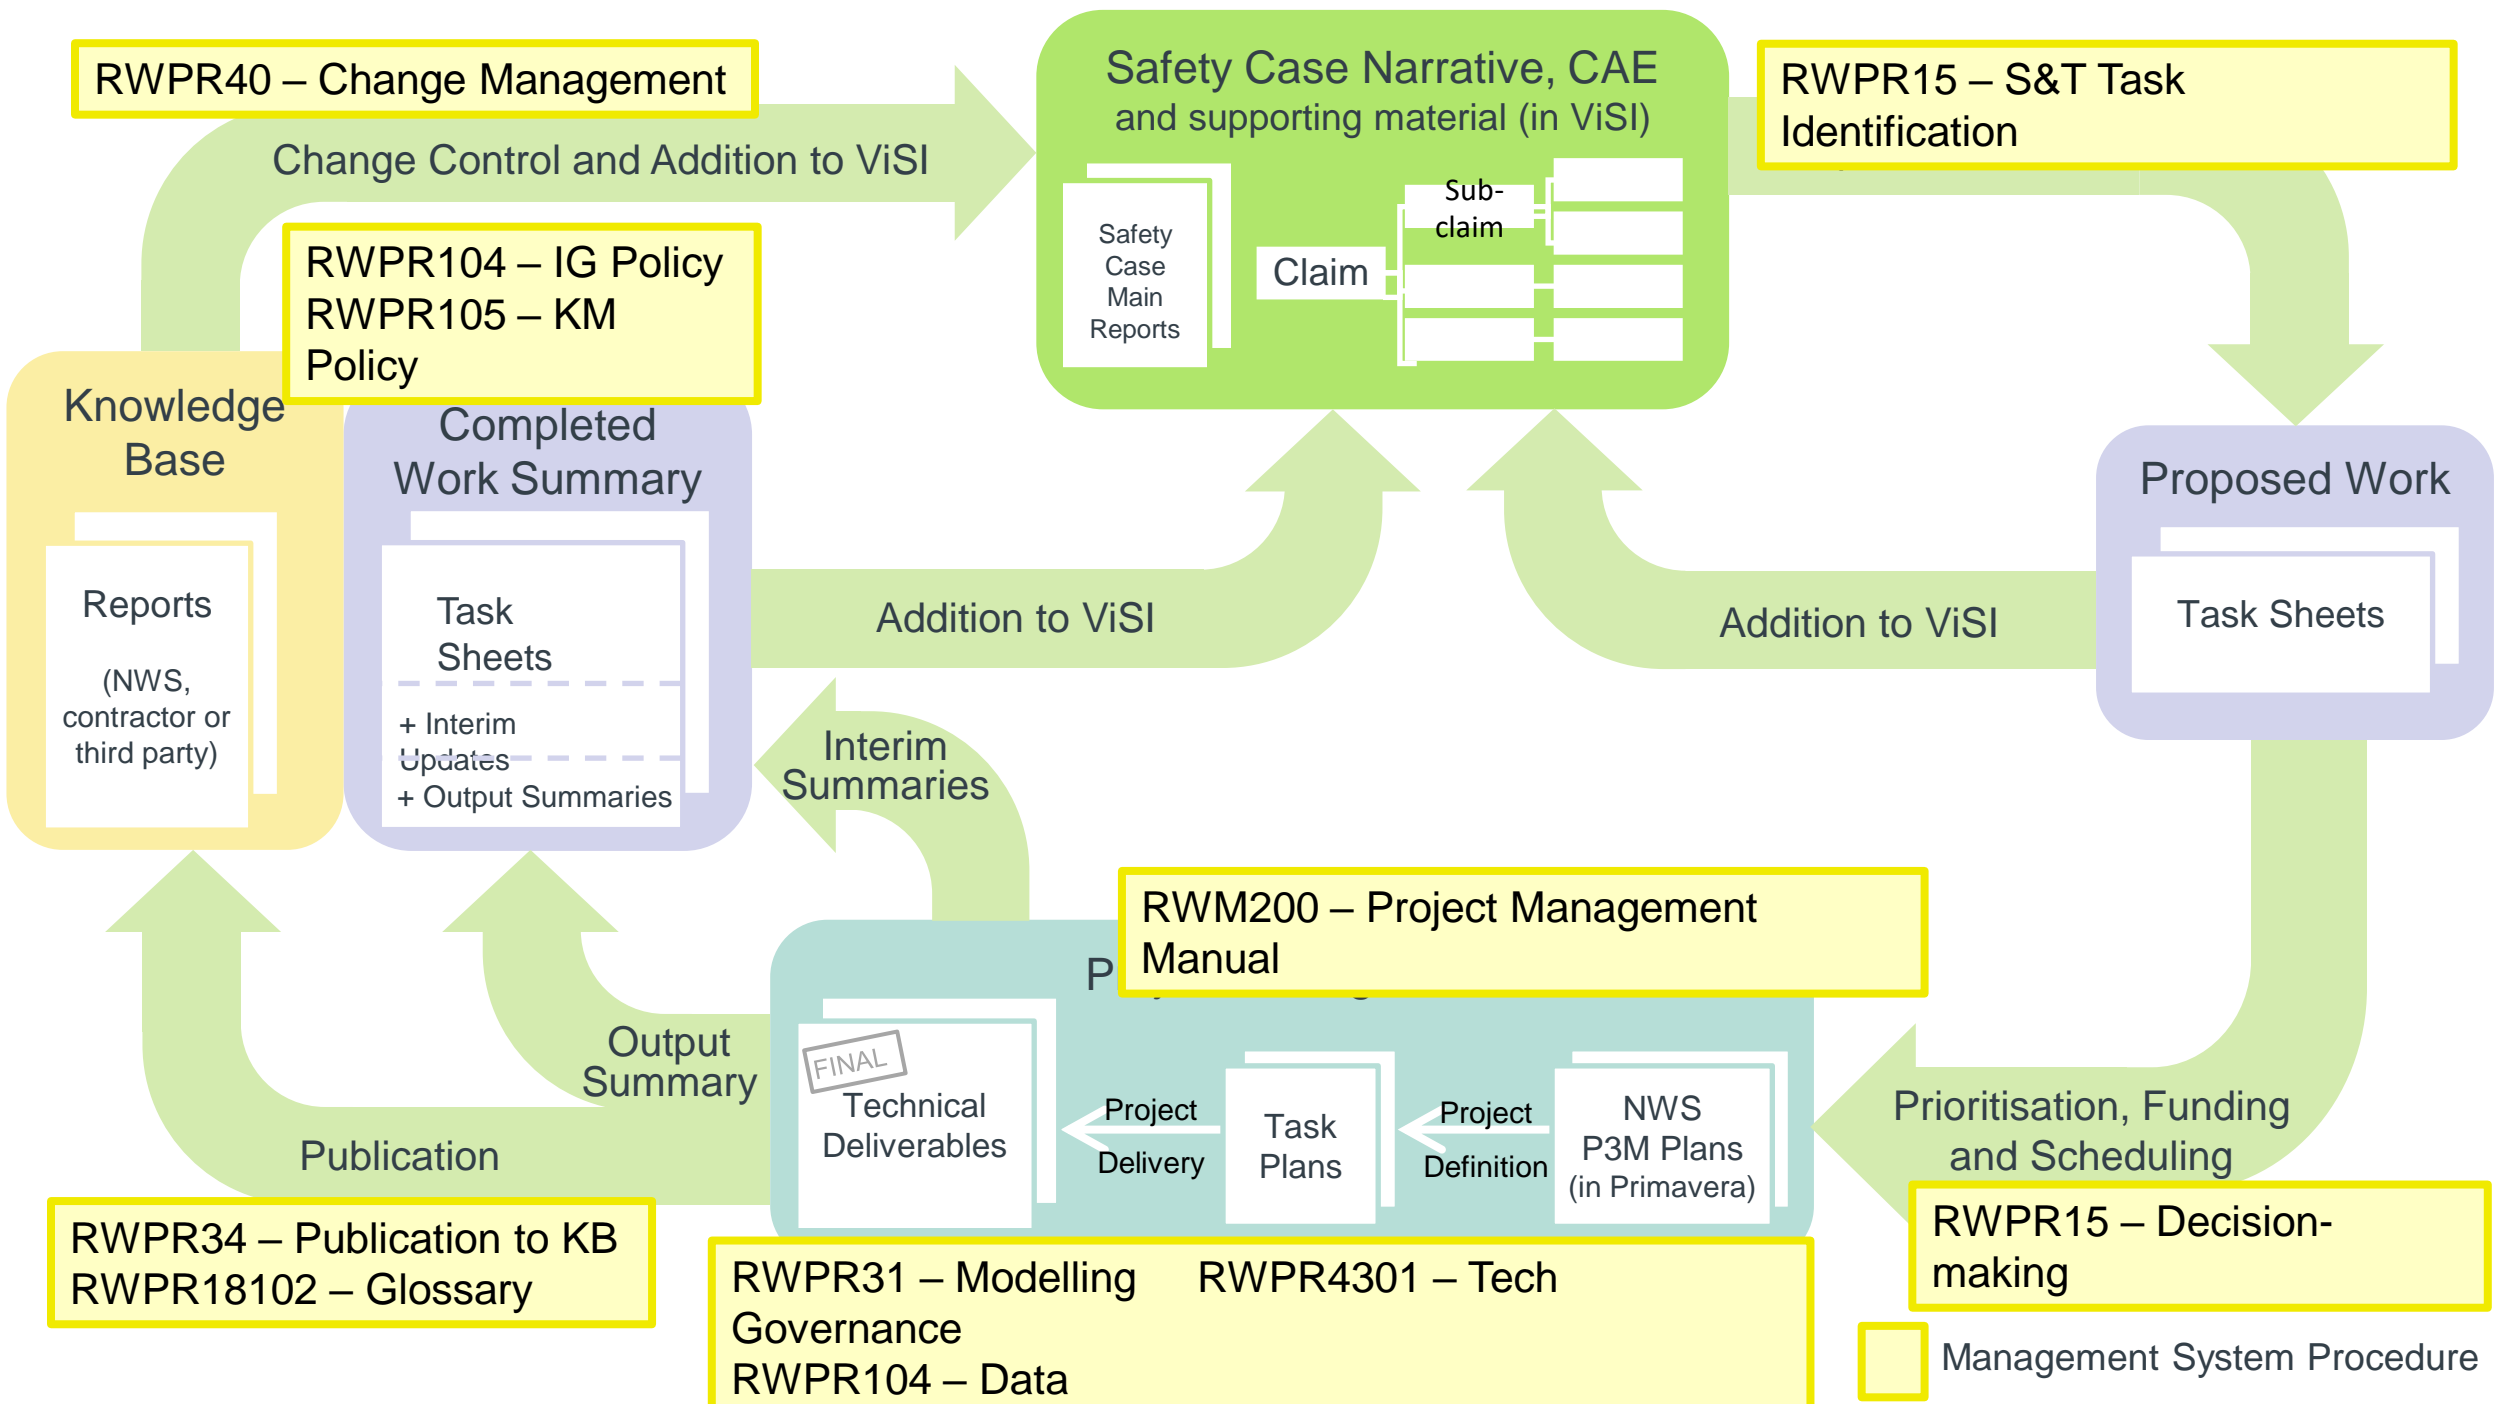 RWPR40 – Change Management
Change Control and Addition to ViSI
Safety Case Narrative, CAE
and supporting material (in ViSI)
Safety
Case
Main
Reports
Claim
Sub-
claim
RWPR15 – S&T Task
Identification
RWPR104 – IG Policy
RWPR105 – KM
Policy
Knowledge
Base
Reports
(NWS,
contractor or
third party)
Completed
Work Summary
Task
Sheets
+ Interim
Updates
+ Output Summaries
Addition to ViSI
Addition to ViSI
Proposed Work
Task Sheets
Interim
Summaries
RWM200 – Project Management
Manual
Output
Summary
Publication
FINAL
Technical
Deliverables
Project
Delivery
Task
Plans
Project
Definition
NWS
P3M Plans
(in Primavera)
Prioritisation, Funding
and Scheduling
RWPR34 – Publication to KB
RWPR18102 – Glossary
RWPR31 – Modelling RWPR4301 – Tech
Governance
RWPR104 – Data
RWPR15 – Decision-
making
Management System Procedure